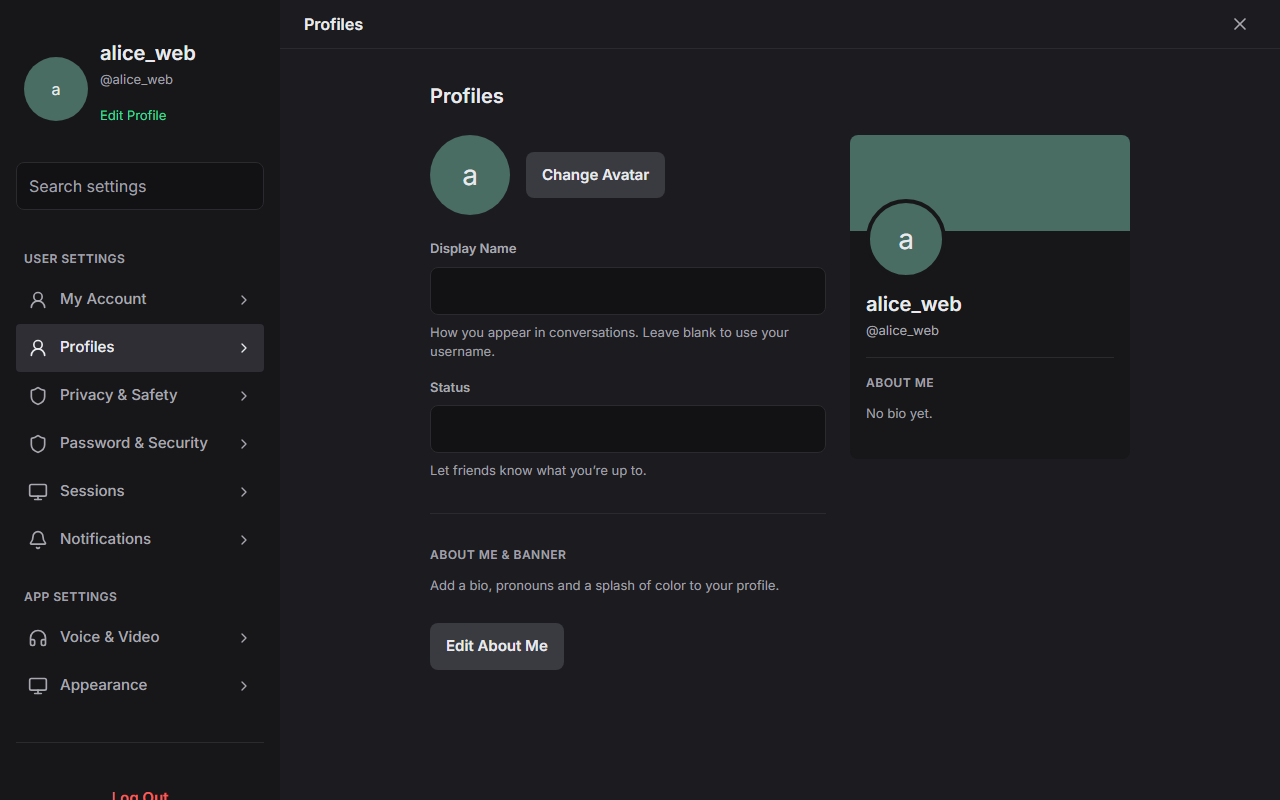 alice_web
@alice_web
Edit Profile
a
Search settings
USER SETTINGS
My Account
Profiles
Privacy & Safety
Password & Security
Sessions
Notifications
APP SETTINGS
Voice & Video
Appearance
Log Out
Profiles
Profiles
a
Change Avatar
Display Name
How you appear in conversations. Leave blank to use your
username.
Status
Let friends know what you’re up to.
ABOUT ME & BANNER
Add a bio, pronouns and a splash of color to your profile.
Edit About Me
a
alice_web
@alice_web
ABOUT ME
No bio yet.